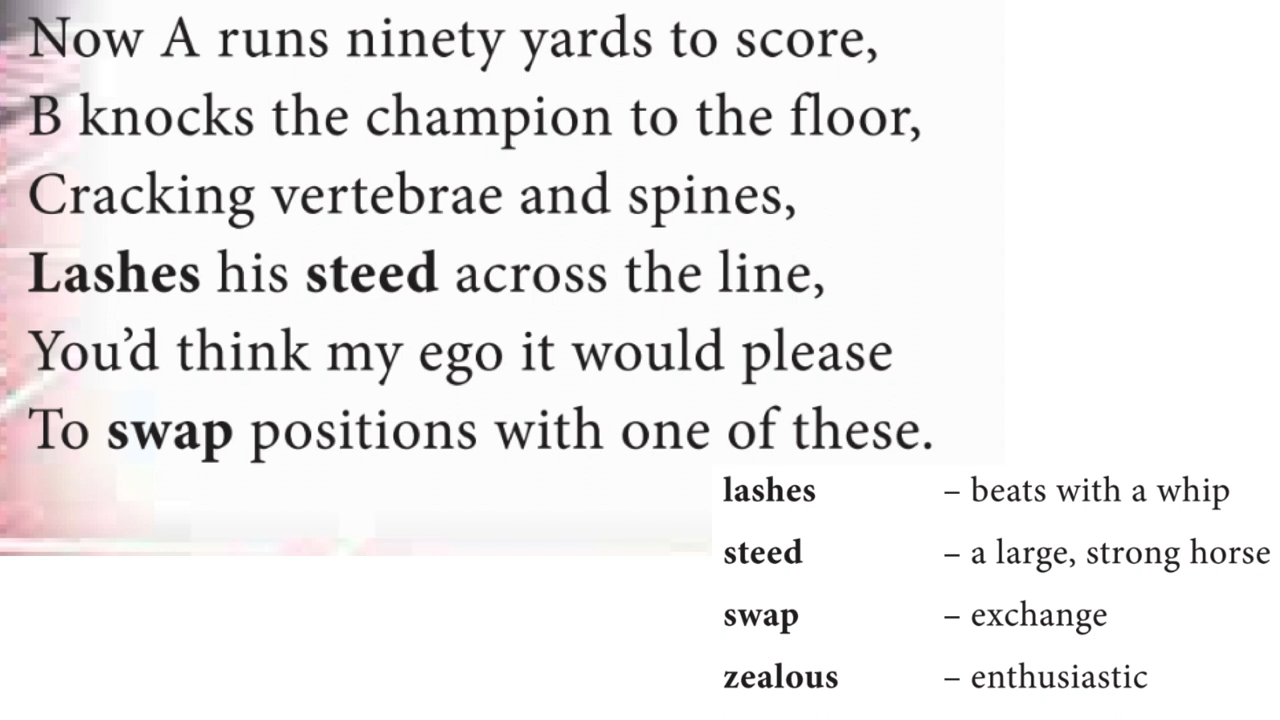 Now A runs ninety yards to score,
B knocks the champion to the floor,
Cracking vertebrae and spines,
Lashes his steed across the line,
You’d think my ego it would please
To swap positions with one of these.
lashes – beats with a whip
steed – a large, strong horse
swap – exchange
zealous – enthusiastic